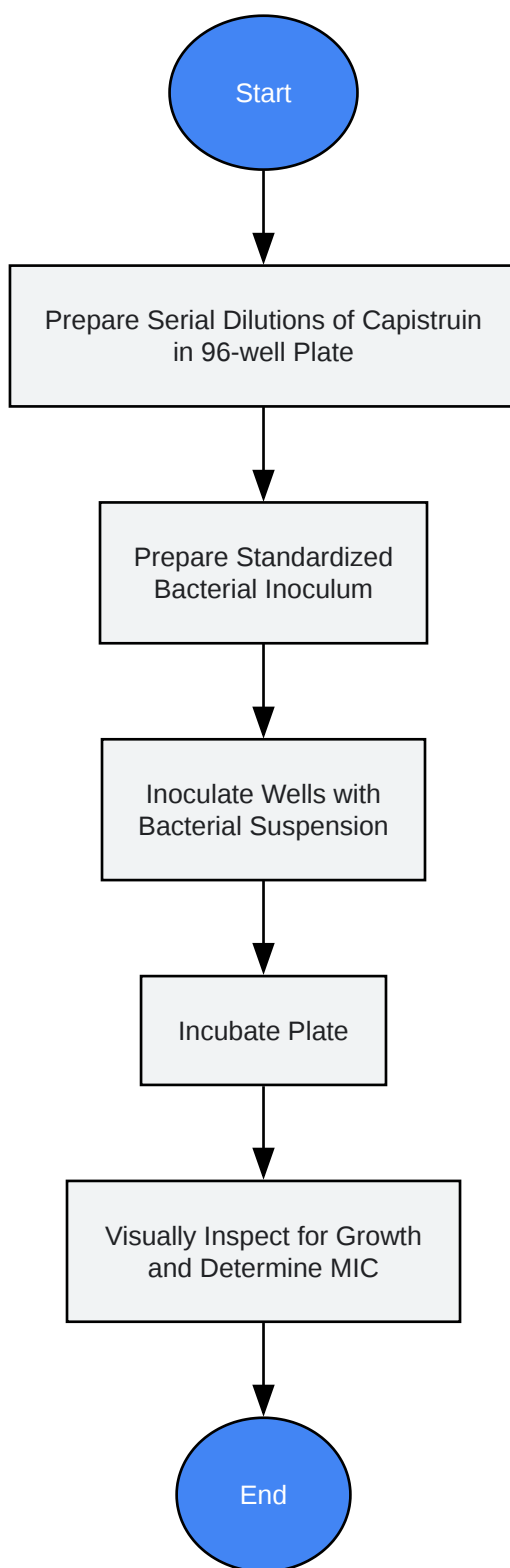 Start
Prepare Serial Dilutions of Capistruin
in 96-well Plate
Prepare Standardized
Bacterial Inoculum
Inoculate Wells with
Bacterial Suspension
Incubate Plate
Visually Inspect for Growth
and Determine MIC
End